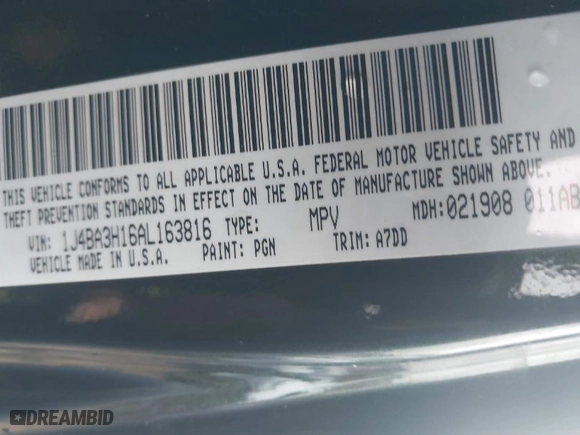 THIS VEHICLE CONFORMS TO ALL APPLICABLE U.S.A. FEDERAL MOTOR VEHICLE SAFETY AND
THEFT PREVENTION STANDARDS IN EFFECT ON THE DATE OF MANUFACTURE SHOWN ABOVE.
VIN: 1J4BA3H16AL163816 TYPE: MPV MDH:021908 011AB
VEHICLE MADE IN U.S.A. PAINT: PGN TRIM: A7DD
DREAMBID